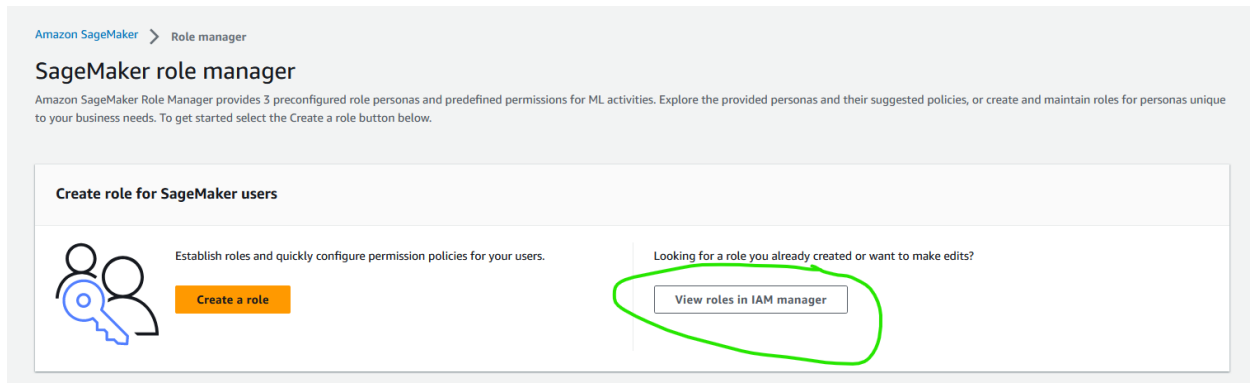 Amazon SageMaker > Role manager
SageMaker role manager
Amazon SageMaker Role Manager provides 3 preconfigured role personas and predefined permissions for ML activities. Explore the provided personas and their suggested policies, or create and maintain roles for personas unique
to your business needs. To get started select the Create a role button below.
Create role for SageMaker users
Establish roles and quickly configure permission policies for your users.
Create a role
Looking for a role you already created or want to make edits?
View roles in IAM manager